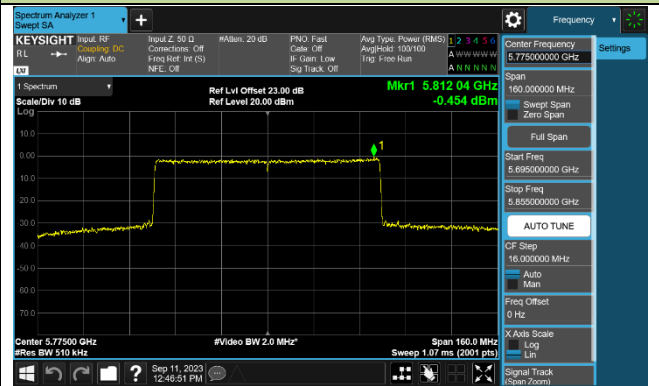 Spectrum Analyzer 1
Swept SA
+
Frequency
KEYSIGHT
RL
LXI
Input: RF
Coupling: DC
Align: Auto
Input Z: 50 Ω
Corrections: Off
Freq Ref: Int (S)
NFE: Off
#Atten: 20 dB
PNO: Fast
Gate: Off
IF Gain: Low
Sig Track: Off
Avg Type: Power (RMS)
Avg|Hold: 100/100
Trig: Free Run
1 2 3 4 5 6
A W W W W W
A N N N N N
1 Spectrum
Scale/Div 10 dB
Log
Ref Lvl Offset 23.00 dB
Ref Level 20.00 dBm
Mkr1 5.812 04 GHz
-0.454 dBm
1
10.0
0.00
-10.0
-20.0
-30.0
-40.0
-50.0
-60.0
-70.0
Center 5.77500 GHz
#Res BW 510 kHz
#Video BW 2.0 MHz*
Span 160.0 MHz
Sweep 1.07 ms (2001 pts)
Center Frequency
5.775000000 GHz
Settings
Span
160.000000 MHz
Swept Span
Zero Span
Full Span
Start Freq
5.695000000 GHz
Stop Freq
5.855000000 GHz
AUTO TUNE
CF Step
16.000000 MHz
Auto
Man
Freq Offset
0 Hz
X Axis Scale
Log
Lin
Signal Track
(Span Zoom)
?
Sep 11, 2023
12:46:51 PM